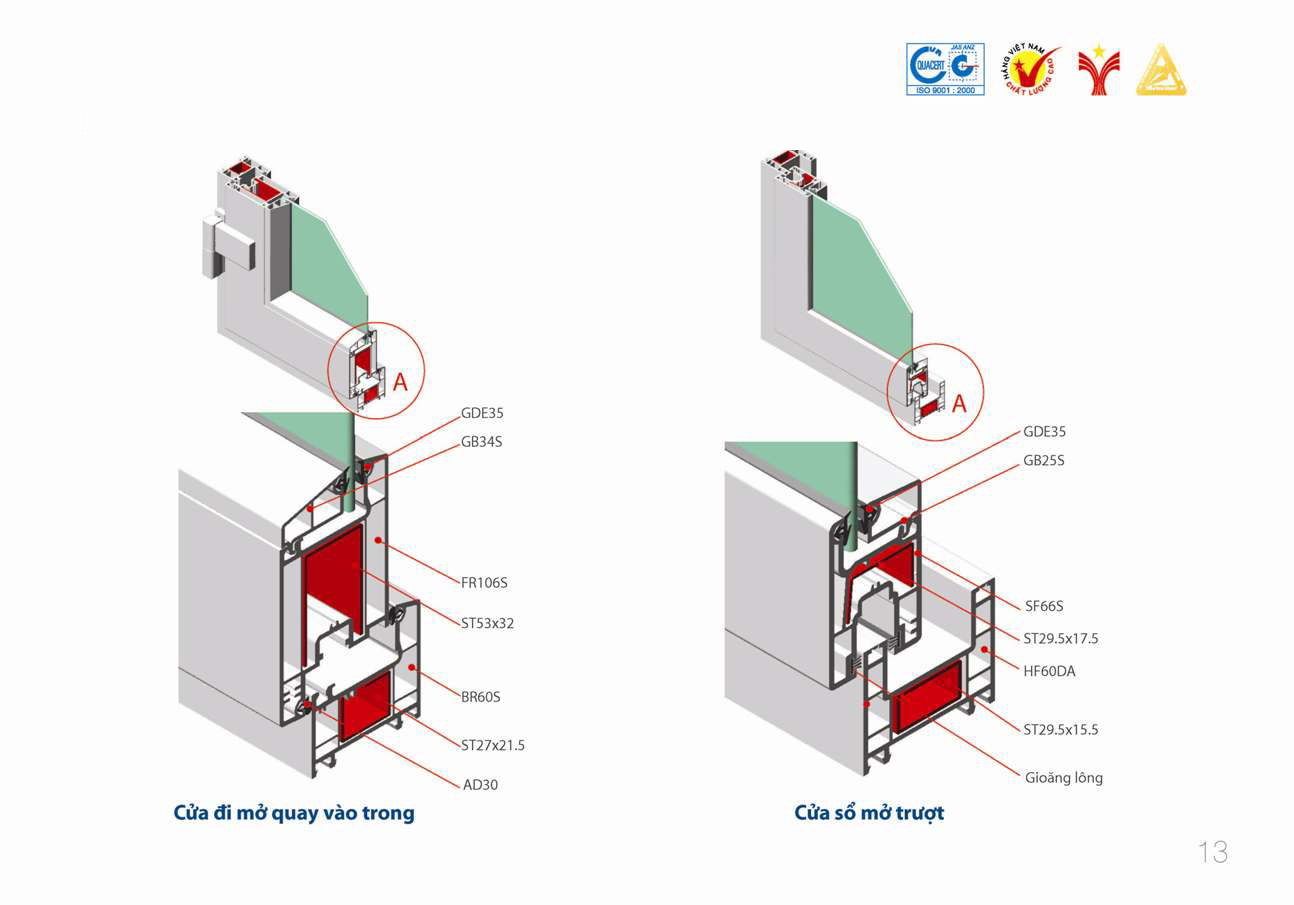 JAS ANZ
QUACERT
ISO 9001 : 2000
HÀNG VIỆT NAM
CHẤT LƯỢNG CAO
A
GDE35
GB34S
FR106S
ST53x32
BR60S
ST27x21.5
AD30
Cửa đi mở quay vào trong
A
GDE35
GB25S
SF66S
ST29.5x17.5
HF60DA
ST29.5x15.5
Gioăng lông
Cửa sổ mở trượt
13